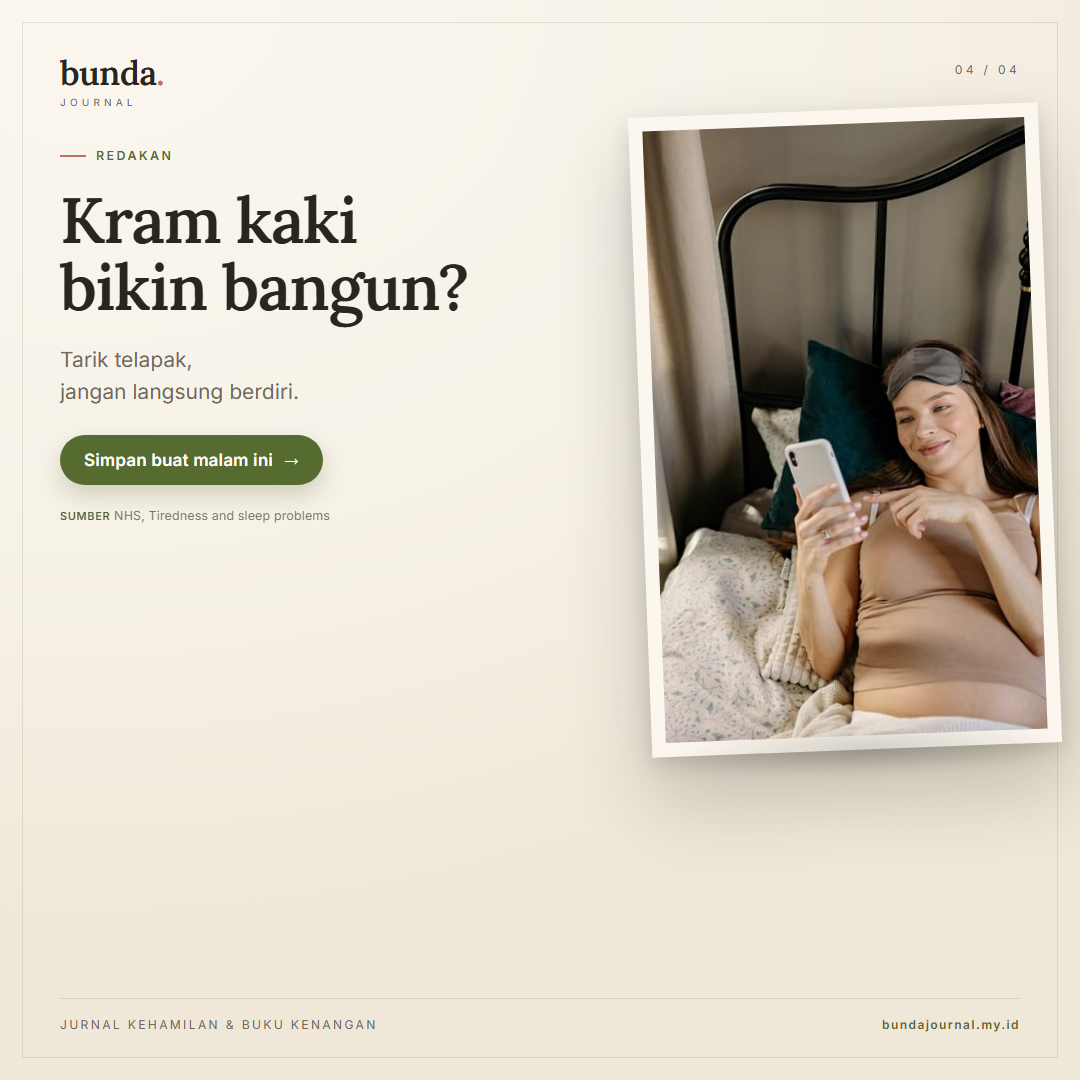 bunda.
JOURNAL
04 / 04
REDAKAN
Kram kaki
bikin bangun?
Tarik telapak,
jangan langsung berdiri.
Simpan buat malam ini →
SUMBER NHS, Tiredness and sleep problems
JURNAL KEHAMILAN & BUKU KENANGAN
bundajournal.my.id